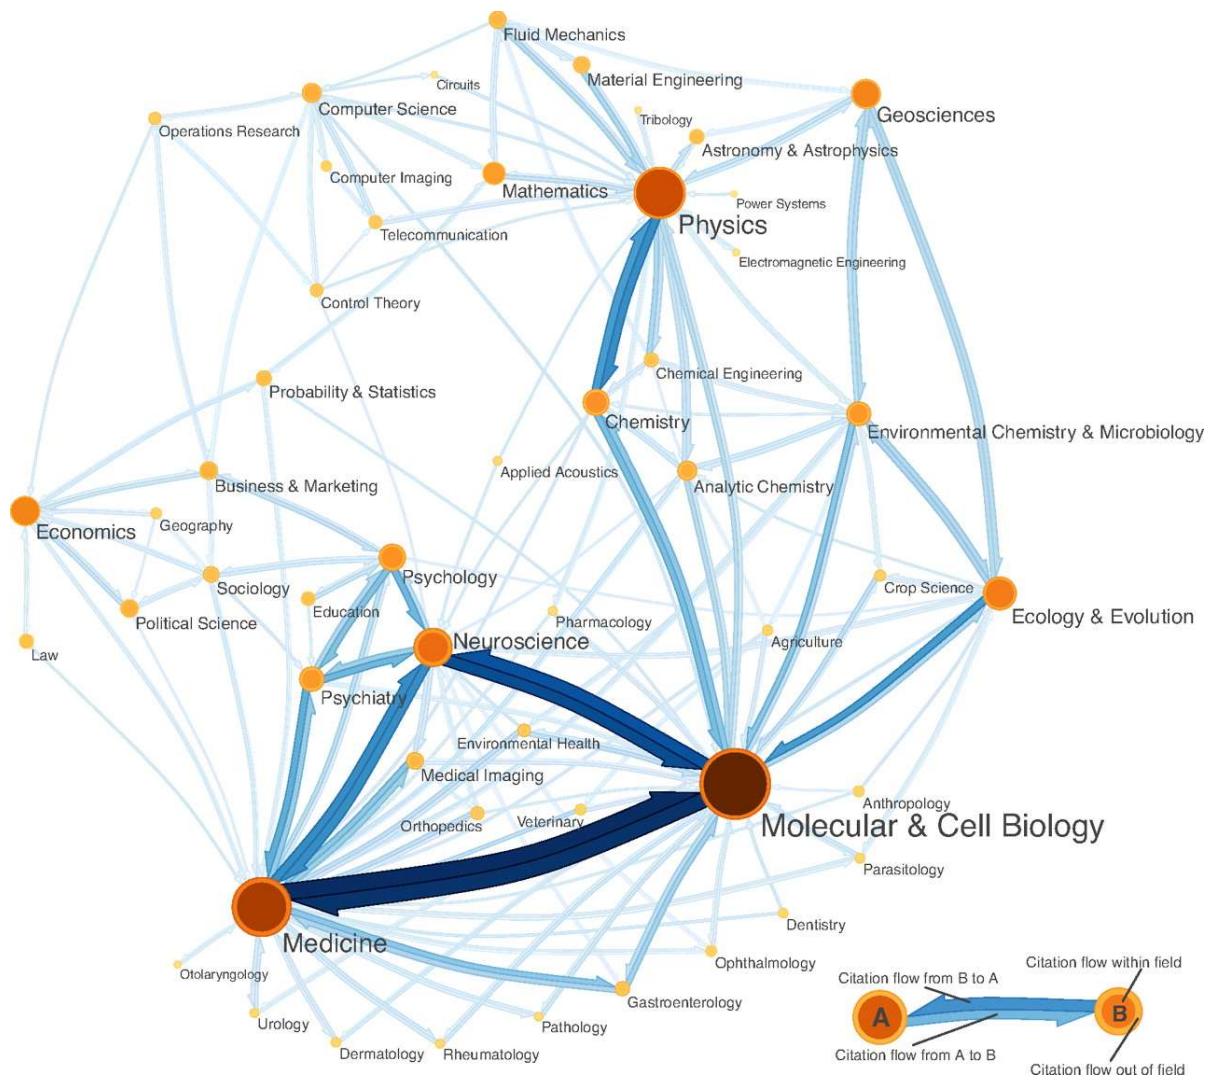 Fluid Mechanics
Material Engineering
Circuits
Computer Science
Geosciences
Tribology
Operations Research
Astronomy & Astrophysics
Computer Imaging
Mathematics
Power Systems
Physics
Telecommunication
Electromagnetic Engineering
Control Theory
Chemical Engineering
Probability & Statistics
Chemistry
Environmental Chemistry & Microbiology
Applied Acoustics
Analytic Chemistry
Business & Marketing
Geography
Economics
Psychology
Sociology
Crop Science
Education
Ecology & Evolution
Political Science
Pharmacology
Neuroscience
Agriculture
Law
Psychiatry
Environmental Health
Medical Imaging
Anthropology
Veterinary
Orthopedics
Molecular & Cell Biology
Parasitology
Dentistry
Medicine
Ophthalmology
Otolaryngology
Gastroenterology
Urology
Pathology
Dermatology
Rheumatology
Citation flow from B to A
Citation flow within field
A
B
Citation flow from A to B
Citation flow out of field